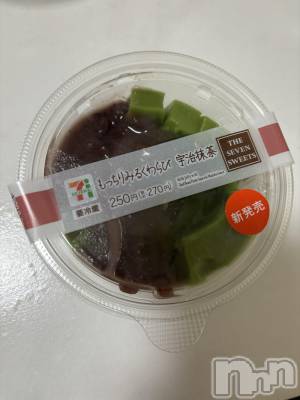 もっちりみるくわらび 宇治抹茶
250円(税込270円)
要冷蔵
THE
SEVEN
SWEETS
新発売
nnn